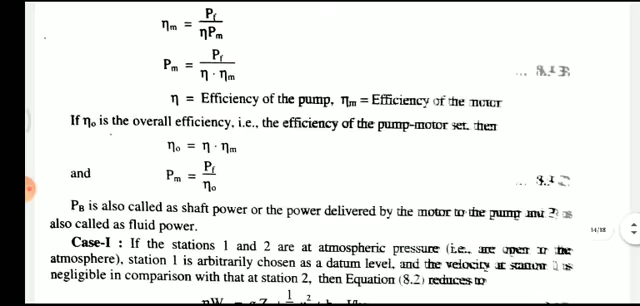 ηm = Pf / ηPm
Pm = Pf / η · ηm ...
η = Efficiency of the pump, ηm = Efficiency of the motor
If ηo is the overall efficiency, i.e., the efficiency of the pump-motor set, then
ηo = η · ηm
and Pm = Pf / ηo ...
PB is also called as shaft power or the power delivered by the motor to the pump and is
also called as fluid power.
14/18
Case-I : If the stations 1 and 2 are at atmospheric pressure (i.e., are open to the
atmosphere), station 1 is arbitrarily chosen as a datum level, and the velocity at station 1 is
negligible in comparison with that at station 2, then Equation (8.2) reduces to